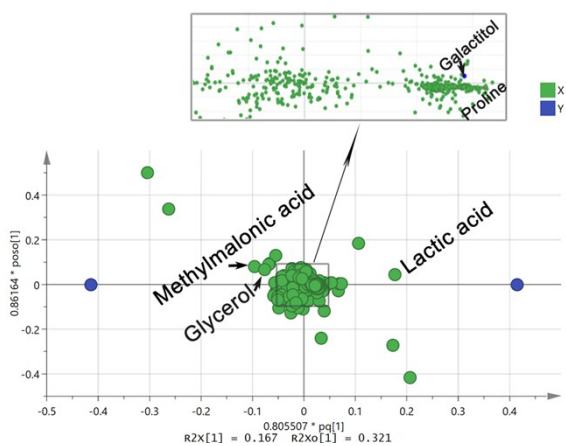 Galactitol
Proline
X
Y
0.86164 * poso[1]
0.4
0.2
0
-0.2
-0.4
Methylmalonic acid
Glycerol
Lactic acid
-0.5 -0.4 -0.3 -0.2 -0.1 0 0.1 0.2 0.3 0.4 0.5
0.805507 * pq[1]
R2X[1] = 0.167 R2Xo[1] = 0.321